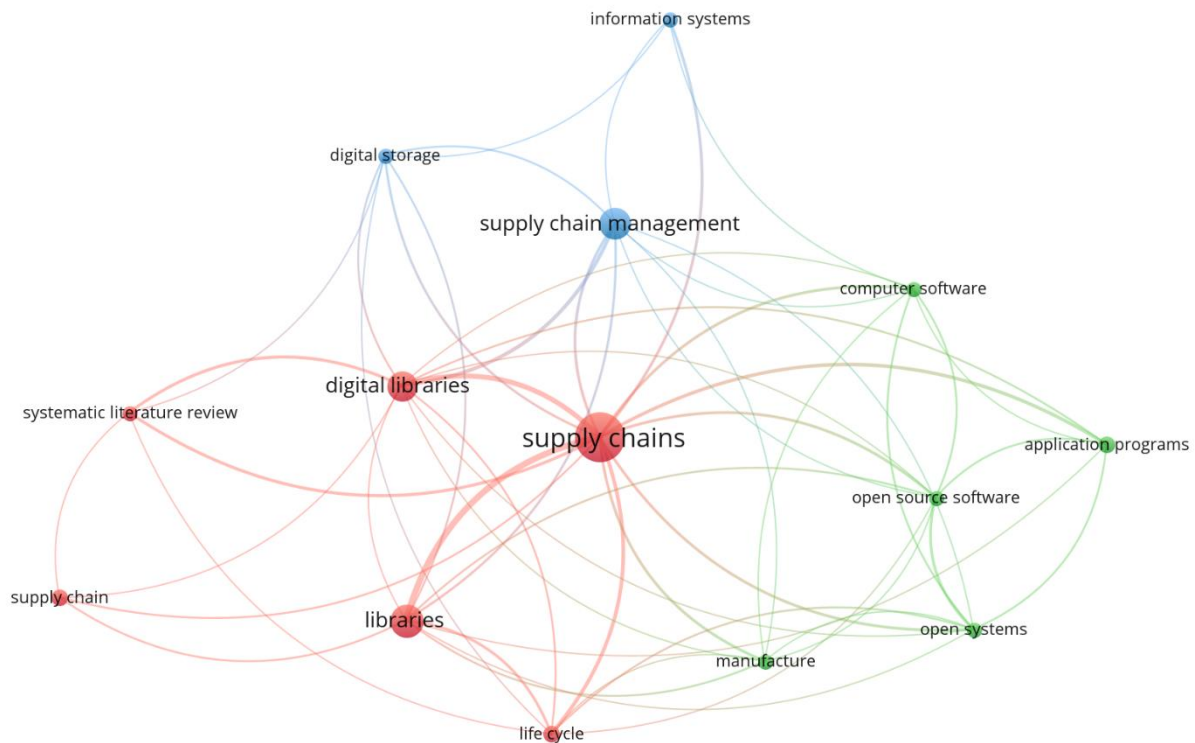 information systems
digital storage
supply chain management
computer software
digital libraries
systematic literature review
supply chains
application programs
open source software
supply chain
libraries
open systems
manufacture
life cycle